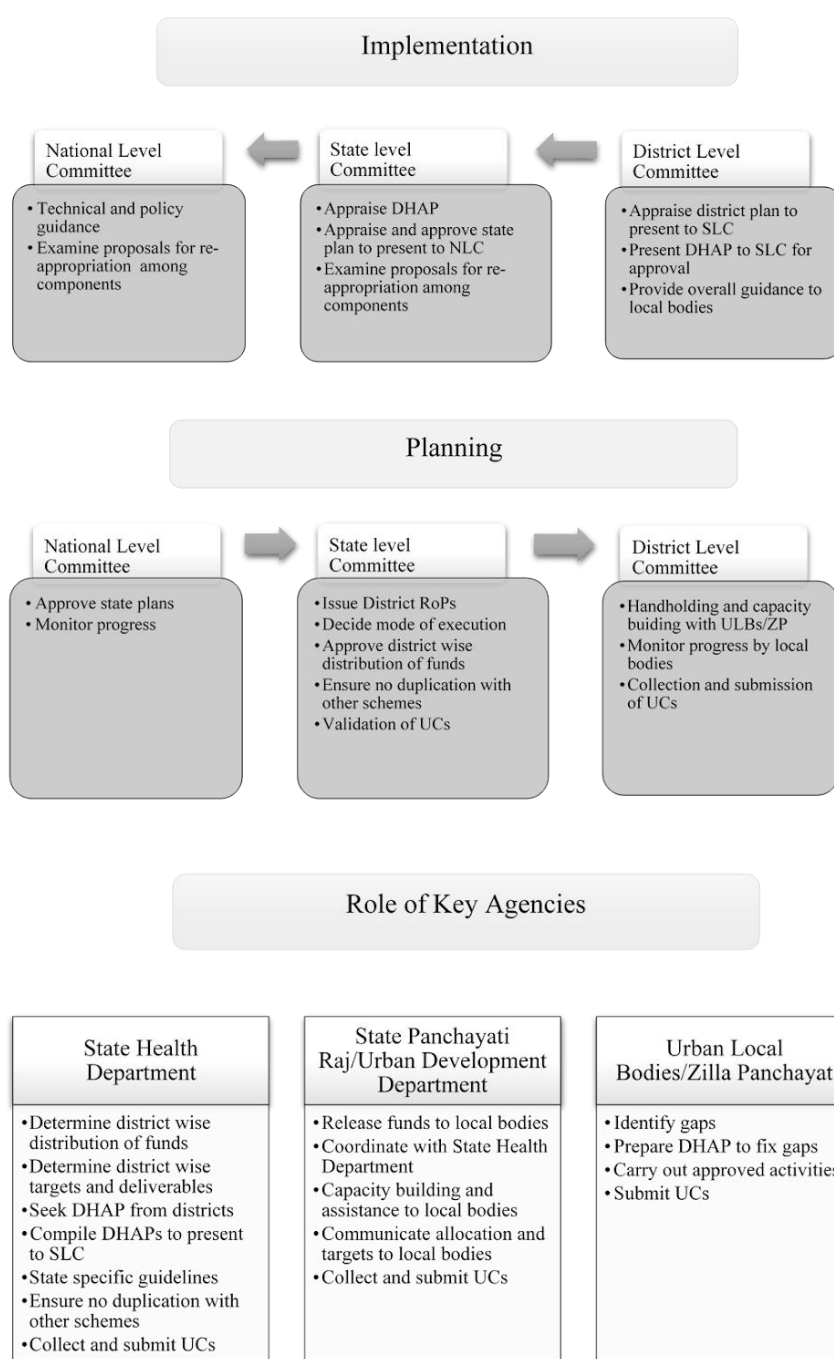 Implementation
National Level
Committee
• Technical and policy
guidance
• Examine proposals for re-
appropriation among
components
State level
Committee
• Appraise DHAP
• Appraise and approve state
plan to present to NLC
• Examine proposals for re-
appropriation among
components
District Level
Committee
• Appraise district plan to
present to SLC
• Present DHAP to SLC for
approval
• Provide overall guidance to
local bodies
Planning
National Level
Committee
• Approve state plans
• Monitor progress
State level
Committee
• Issue District RoPs
• Decide mode of execution
• Approve district wise
distribution of funds
• Ensure no duplication with
other schemes
• Validation of UCs
District Level
Committee
• Handholding and capacity
buiding with ULBs/ZP
• Monitor progress by local
bodies
• Collection and submission
of UCs
Role of Key Agencies
State Health
Department
• Determine district wise
distribution of funds
• Determine district wise
targets and deliverables
• Seek DHAP from districts
• Compile DHAPs to present
to SLC
• State specific guidelines
• Ensure no duplication with
other schemes
• Collect and submit UCs
State Panchayati
Raj/Urban Development
Department
• Release funds to local bodies
• Coordinate with State Health
Department
• Capacity building and
assistance to local bodies
• Communicate allocation and
targets to local bodies
• Collect and submit UCs
Urban Local
Bodies/Zilla Panchayat
• Identify gaps
• Prepare DHAP to fix gaps
• Carry out approved activities
• Submit UCs